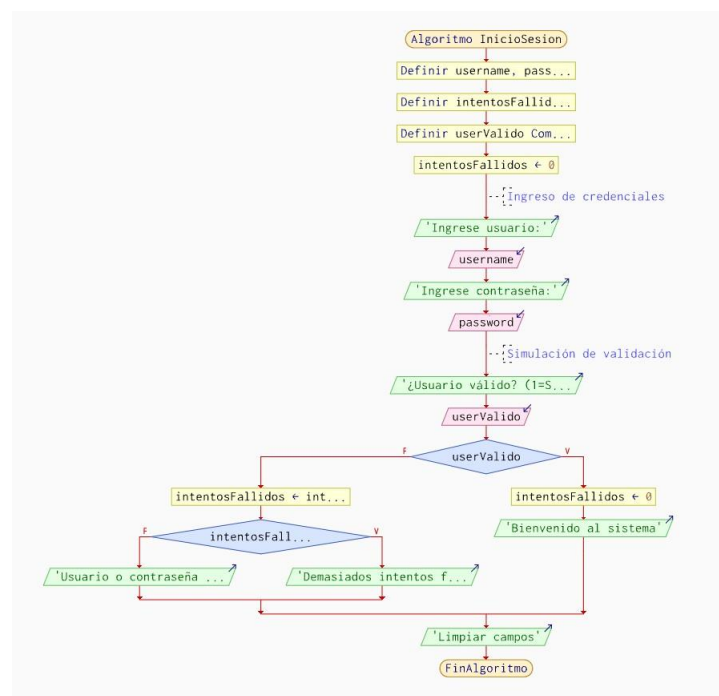 Algoritmo InicioSesion
Definir username, pass...
Definir intentosFallid...
Definir userValido Com...
intentosFallidos ← 0
Ingreso de credenciales
'Ingrese usuario:'
username
'Ingrese contraseña:'
password
Simulación de validación
'¿Usuario válido? (1=S...
userValido
userValido
F
V
intentosFallidos ← int...
intentosFallidos ← 0
intentosFall...
F
V
'Bienvenido al sistema'
'Usuario o contraseña ...
'Demasiados intentos f...
'Limpiar campos'
FinAlgoritmo